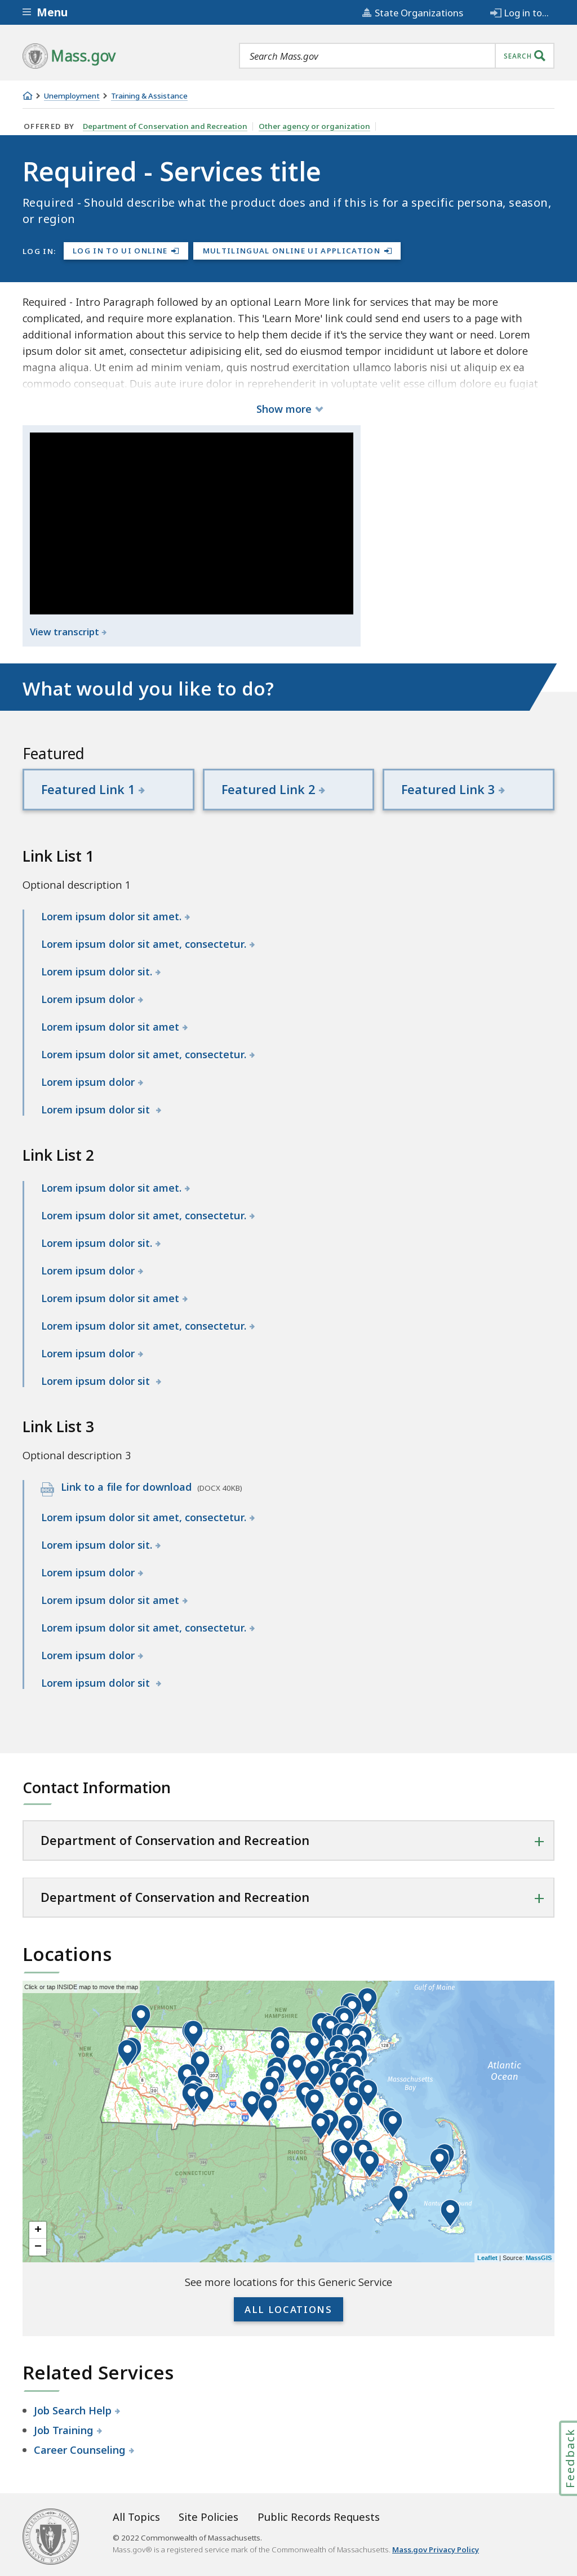 Menu
State Organizations
Log in to...
Mass.gov
Search Mass.gov
SEARCH
Unemployment
Training & Assistance
OFFERED BY
Department of Conservation and Recreation
Other agency or organization
Required - Services title
Required - Should describe what the product does and if this is for a specific persona, season,
or region
LOG IN:
LOG IN TO UI ONLINE
MULTILINGUAL ONLINE UI APPLICATION
Required - Intro Paragraph followed by an optional Learn More link for services that may be more
complicated, and require more explanation. This 'Learn More' link could send end users to a page with
additional information about this service to help them decide if it's the service they want or need. Lorem
ipsum dolor sit amet, consectetur adipisicing elit, sed do eiusmod tempor incididunt ut labore et dolore
magna aliqua. Ut enim ad minim veniam, quis nostrud exercitation ullamco laboris nisi ut aliquip ex ea
commodo consequat. Duis aute irure dolor in reprehenderit in voluptate velit esse cillum dolore eu fugiat
Show more
View transcript
What would you like to do?
Featured
Featured Link 1
Featured Link 2
Featured Link 3
Link List 1
Optional description 1
Lorem ipsum dolor sit amet.
Lorem ipsum dolor sit amet, consectetur.
Lorem ipsum dolor sit.
Lorem ipsum dolor
Lorem ipsum dolor sit amet
Lorem ipsum dolor sit amet, consectetur.
Lorem ipsum dolor
Lorem ipsum dolor sit
Link List 2
Lorem ipsum dolor sit amet.
Lorem ipsum dolor sit amet, consectetur.
Lorem ipsum dolor sit.
Lorem ipsum dolor
Lorem ipsum dolor sit amet
Lorem ipsum dolor sit amet, consectetur.
Lorem ipsum dolor
Lorem ipsum dolor sit
Link List 3
Optional description 3
DOCX
Link to a file for download (DOCX 40KB)
Lorem ipsum dolor sit amet, consectetur.
Lorem ipsum dolor sit.
Lorem ipsum dolor
Lorem ipsum dolor sit amet
Lorem ipsum dolor sit amet, consectetur.
Lorem ipsum dolor
Lorem ipsum dolor sit
Contact Information
Department of Conservation and Recreation
+
Department of Conservation and Recreation
+
Locations
Click or tap INSIDE map to move the map
Gulf of Maine
VERMONT
NEW
HAMPSHIRE
NEW
YORK
Atlantic
Ocean
Massachusetts
Bay
RHODE
ISLAND
CONNECTICUT
+
−
Leaflet | Source: MassGIS
See more locations for this Generic Service
ALL LOCATIONS
Related Services
Job Search Help
Job Training
Career Counseling
Feedback
All Topics
Site Policies
Public Records Requests
© 2022 Commonwealth of Massachusetts.
Mass.gov® is a registered service mark of the Commonwealth of Massachusetts. Mass.gov Privacy Policy